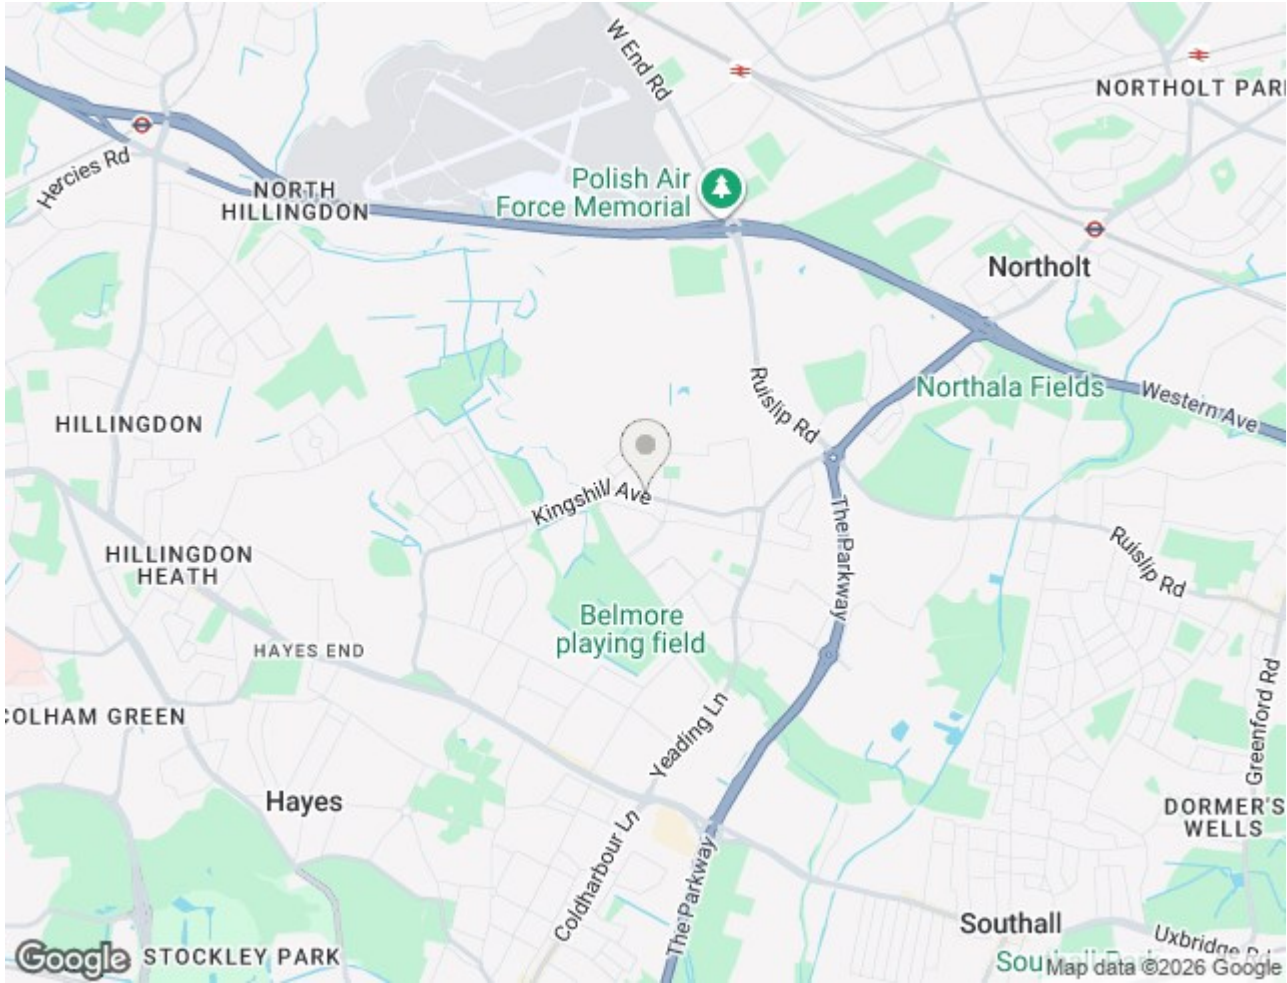 W End Rd
NORTHOLT PAR
Hercies Rd
Polish Air
Force Memorial
NORTH
HILLINGDON
Northolt
Ruislip Rd
Northala Fields
Western Ave
HILLINGDON
Kingshill Ave
The Parkway
Ruislip Rd
HILLINGDON
HEATH
Belmore
playing field
HAYES END
Greenford Rd
COLHAM GREEN
Yeading Ln
Hayes
DORMER'S
WELLS
Coldharbour Ln
The Parkway
Southall
Uxbridge Rd
Google
STOCKLEY PARK
Map data ©2026 Google